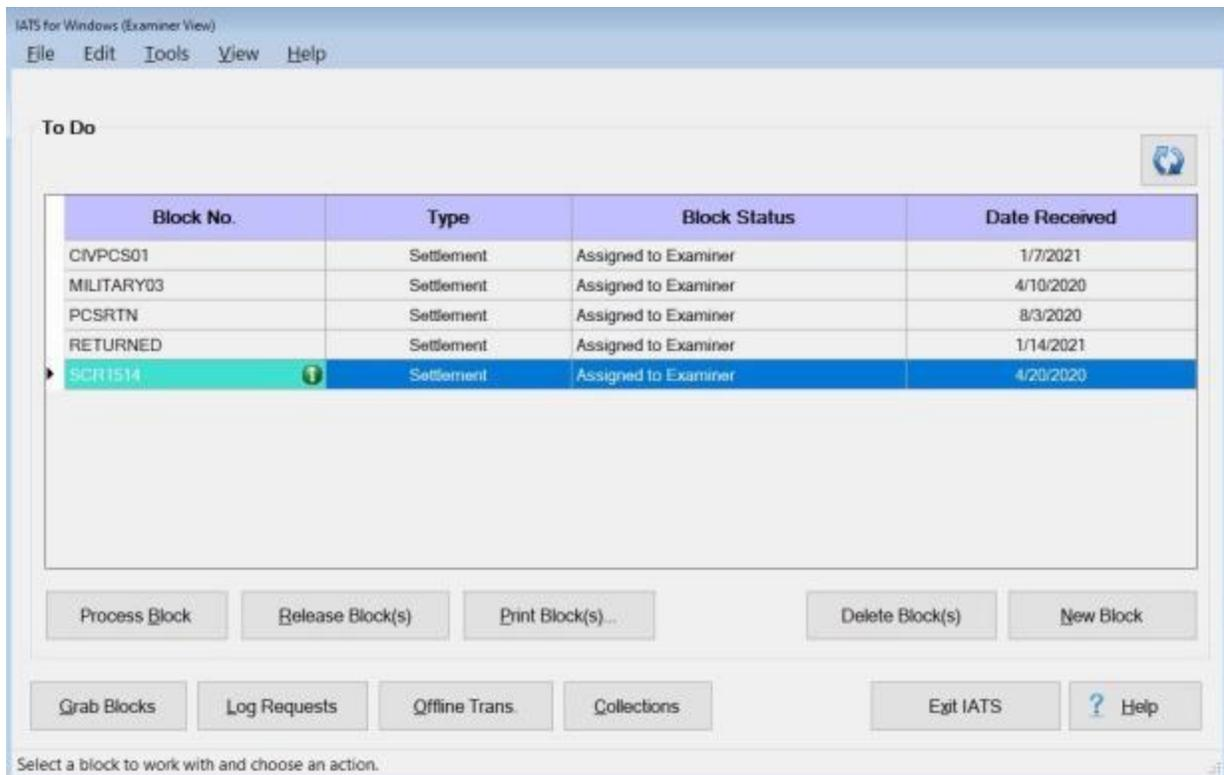 IATS for Windows (Examiner View)
File Edit Tools View Help
To Do
Block No. Type Block Status Date Received
CIVPCS01 Settlement Assigned to Examiner 1/7/2021
MILITARY03 Settlement Assigned to Examiner 4/10/2020
PCSRTN Settlement Assigned to Examiner 8/3/2020
RETURNED Settlement Assigned to Examiner 1/14/2021
SCR1514 Settlement Assigned to Examiner 4/20/2020
Process Block Release Block(s) Print Block(s)... Delete Block(s) New Block
Grab Blocks Log Requests Offline Trans. Collections Exit IATS ? Help
Select a block to work with and choose an action.